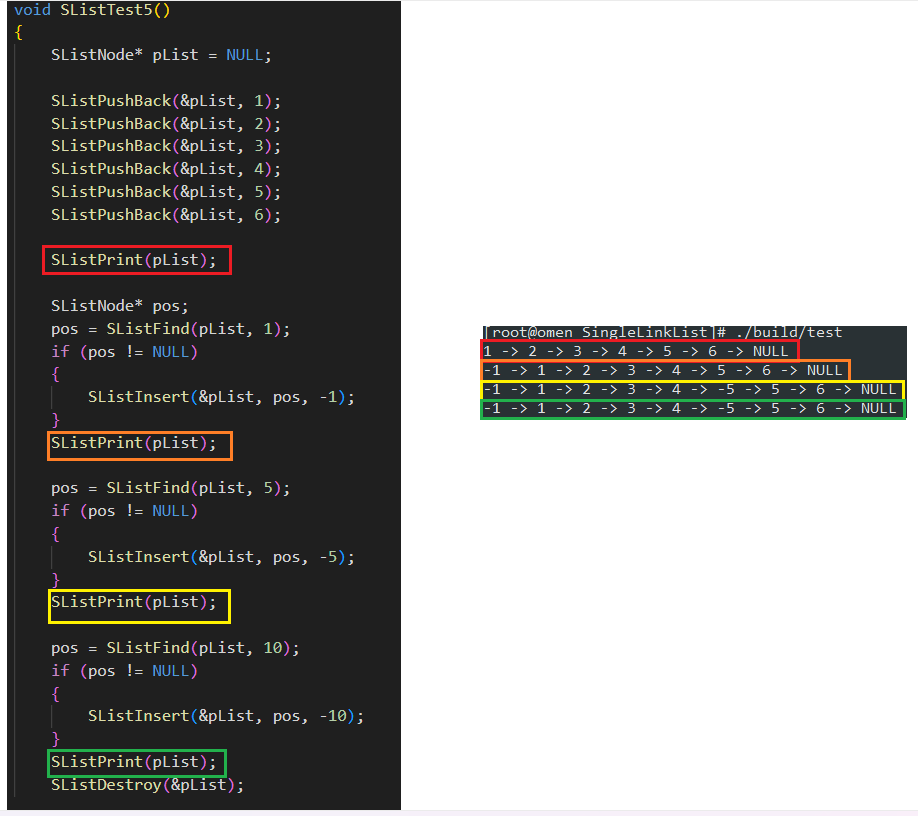 void SListTest5()
{
    SListNode* pList = NULL;

    SListPushBack(&pList, 1);
    SListPushBack(&pList, 2);
    SListPushBack(&pList, 3);
    SListPushBack(&pList, 4);
    SListPushBack(&pList, 5);
    SListPushBack(&pList, 6);

    SListPrint(pList);

    SListNode* pos;
    pos = SListFind(pList, 1);
    if (pos != NULL)
    {
        SListInsert(&pList, pos, -1);
    }
    SListPrint(pList);

    pos = SListFind(pList, 5);
    if (pos != NULL)
    {
        SListInsert(&pList, pos, -5);
    }
    SListPrint(pList);

    pos = SListFind(pList, 10);
    if (pos != NULL)
    {
        SListInsert(&pList, pos, -10);
    }
    SListPrint(pList);
    SListDestroy(&pList);
[root@omen SingleLinkList]# ./build/test
1 -> 2 -> 3 -> 4 -> 5 -> 6 -> NULL
-1 -> 1 -> 2 -> 3 -> 4 -> 5 -> 6 -> NULL
-1 -> 1 -> 2 -> 3 -> 4 -> -5 -> 5 -> 6 -> NULL
-1 -> 1 -> 2 -> 3 -> 4 -> -5 -> 5 -> 6 -> NULL